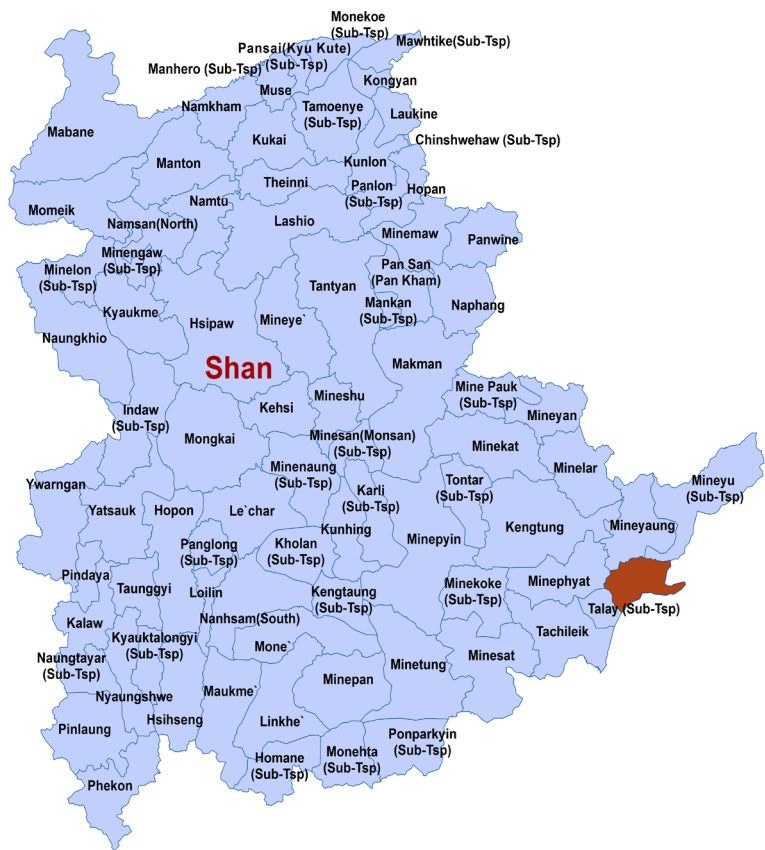 Monekoe
(Sub-Tsp)
Mawhtike(Sub-Tsp)
Pansai(Kyu Kute)
(Sub-Tsp)
Manhero (Sub-Tsp)
Kongyan
Muse
Namkham
Tamoenye
(Sub-Tsp)
Laukine
Mabane
Kukai
Chinshwehaw (Sub-Tsp)
Manton
Kunlon
Theinni
Panlon
(Sub-Tsp)
Hopan
Momeik
Namtu
Namsan(North)
Lashio
Minemaw
Panwine
Minengaw
(Sub-Tsp)
Minelon
(Sub-Tsp)
Pan San
(Pan Kham)
Tantyan
Mankan
(Sub-Tsp)
Naphang
Kyaukme
Hsipaw
Mineye`
Naungkhio
Shan
Makman
Mine Pauk
(Sub-Tsp)
Mineshu
Kehsi
Mineyan
Indaw
(Sub-Tsp)
Mongkai
Minesan(Monsan)
(Sub-Tsp)
Minekat
Minenaung
(Sub-Tsp)
Minelar
Ywarngan
Karli
(Sub-Tsp)
Tontar
(Sub-Tsp)
Mineyu
(Sub-Tsp)
Yatsauk
Hopon
Le`char
Kunhing
Kengtung
Mineyaung
Minepyin
Panglong
(Sub-Tsp)
Kholan
(Sub-Tsp)
Pindaya
Taunggyi
Loilin
Kengtaung
(Sub-Tsp)
Minekoke
(Sub-Tsp)
Minephyat
Talay (Sub-Tsp)
Kalaw
Nanhsam(South)
Tachileik
Kyauktalongyi
(Sub-Tsp)
Mone`
Naungtayar
(Sub-Tsp)
Minetung
Minesat
Minepan
Nyaungshwe
Maukme`
Hsihseng
Linkhe`
Pinlaung
Ponparkyin
(Sub-Tsp)
Homane
(Sub-Tsp)
Monehta
(Sub-Tsp)
Phekon